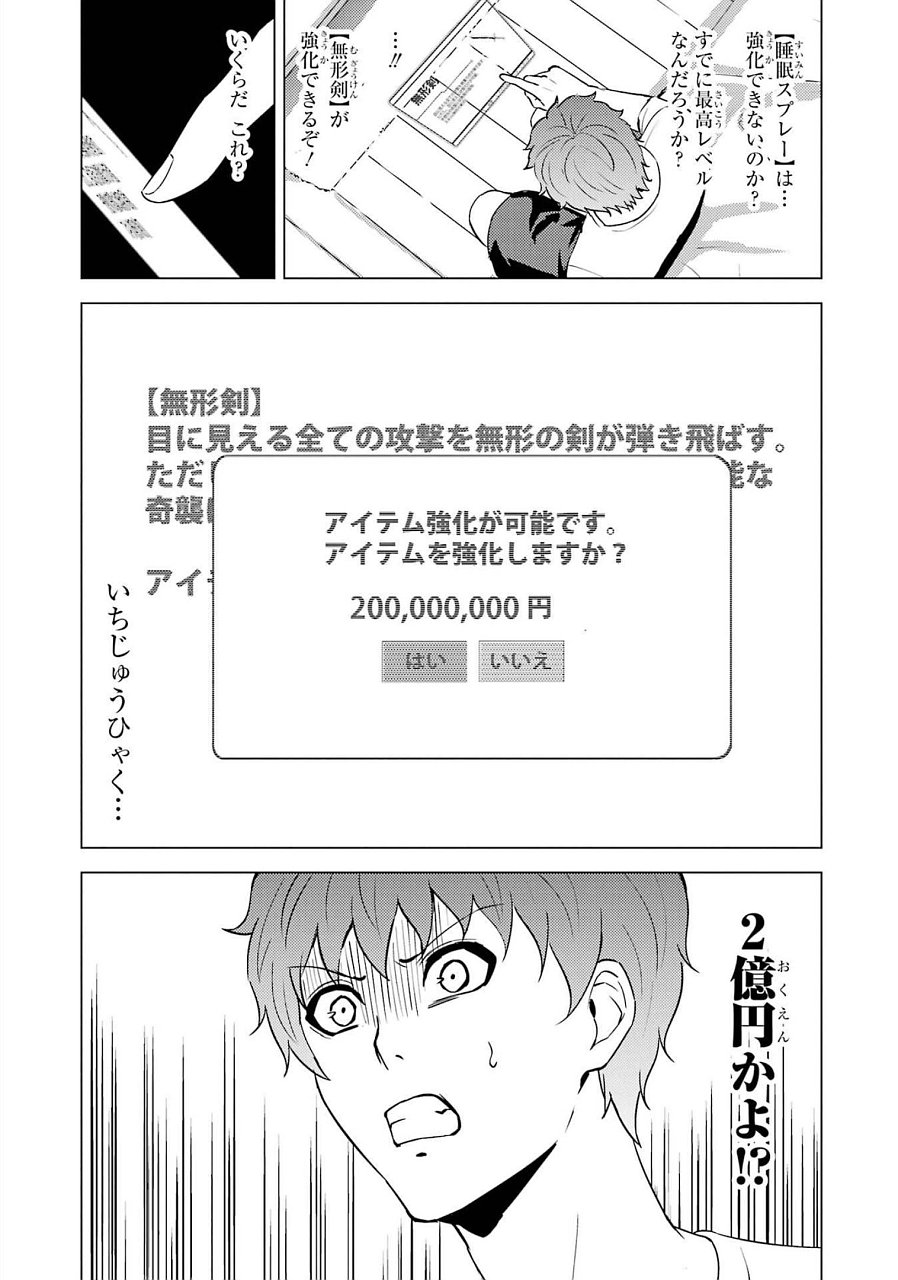 【睡眠スプレー】は…
強化できないのか？
すでに最高レベル
なんだろうか？
…!!
【無形剣】が
強化できるぞ！
無形剣
いくらだ これ？
【無形剣】
目に見える全ての攻撃を無形の剣が弾き飛ばす。
ただ
能な
奇襲
アイ
アイテム強化が可能です。
アイテムを強化しますか？
200,000,000 円
はい
いいえ
いちじゅうひゃく…
2億円かよ!?